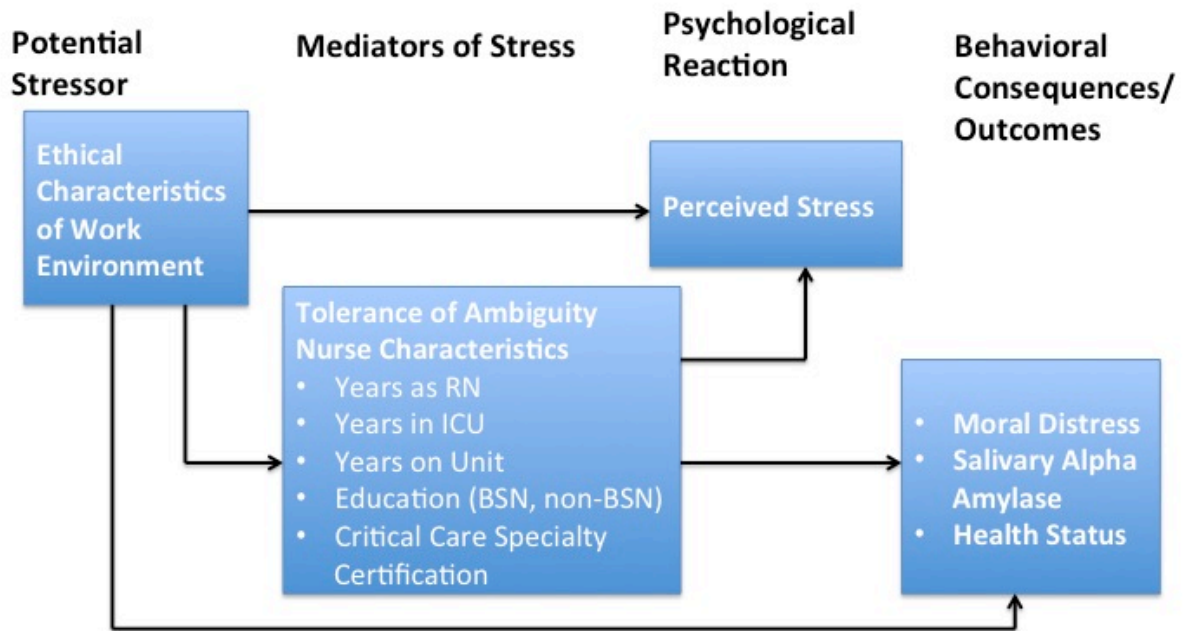 Potential
Stressor
Mediators of Stress
Psychological
Reaction
Behavioral
Consequences/
Outcomes
Ethical
Characteristics
of Work
Environment
Perceived Stress
Tolerance of Ambiguity
Nurse Characteristics
• Years as RN
• Years in ICU
• Years on Unit
• Education (BSN, non-BSN)
• Critical Care Specialty
Certification
• Moral Distress
• Salivary Alpha
Amylase
• Health Status